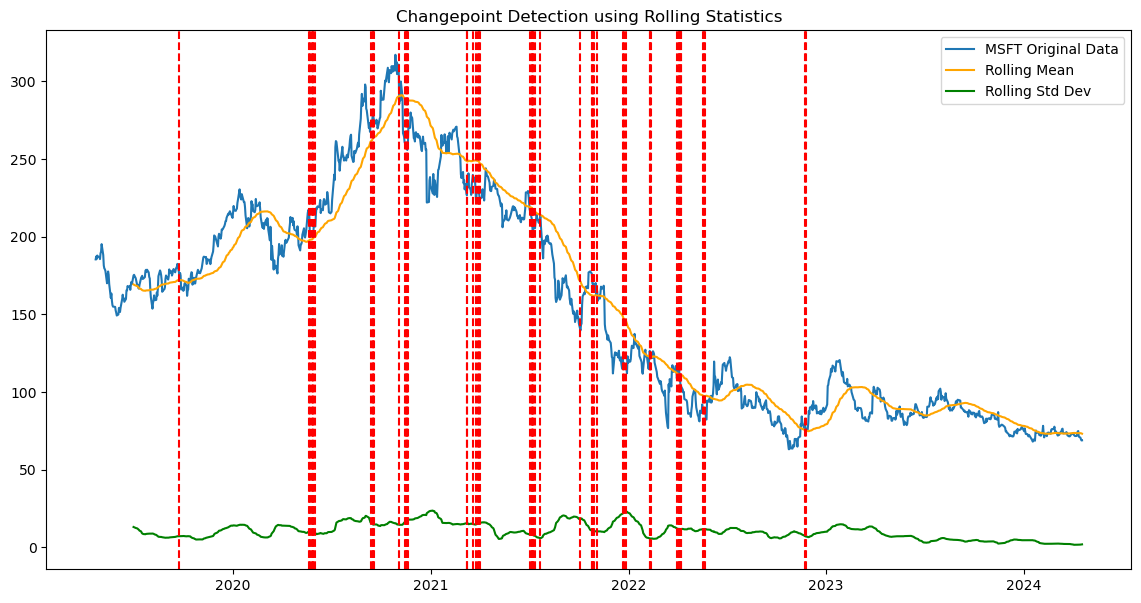 Changepoint Detection using Rolling Statistics
MSFT Original Data
Rolling Mean
Rolling Std Dev
300
250
200
150
100
50
0
2020 2021 2022 2023 2024